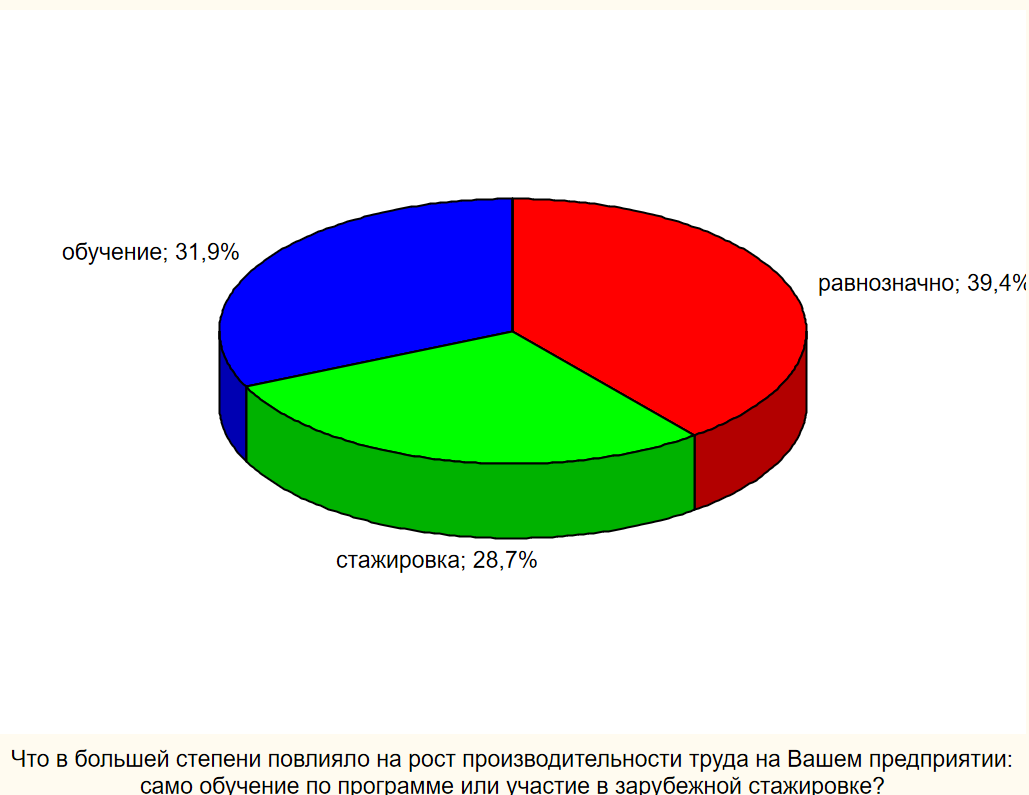 обучение; 31,9%
равнозначно; 39,4%
стажировка; 28,7%
Что в большей степени повлияло на рост производительности труда на Вашем предприятии:
само обучение по программе или участие в зарубежной стажировке?